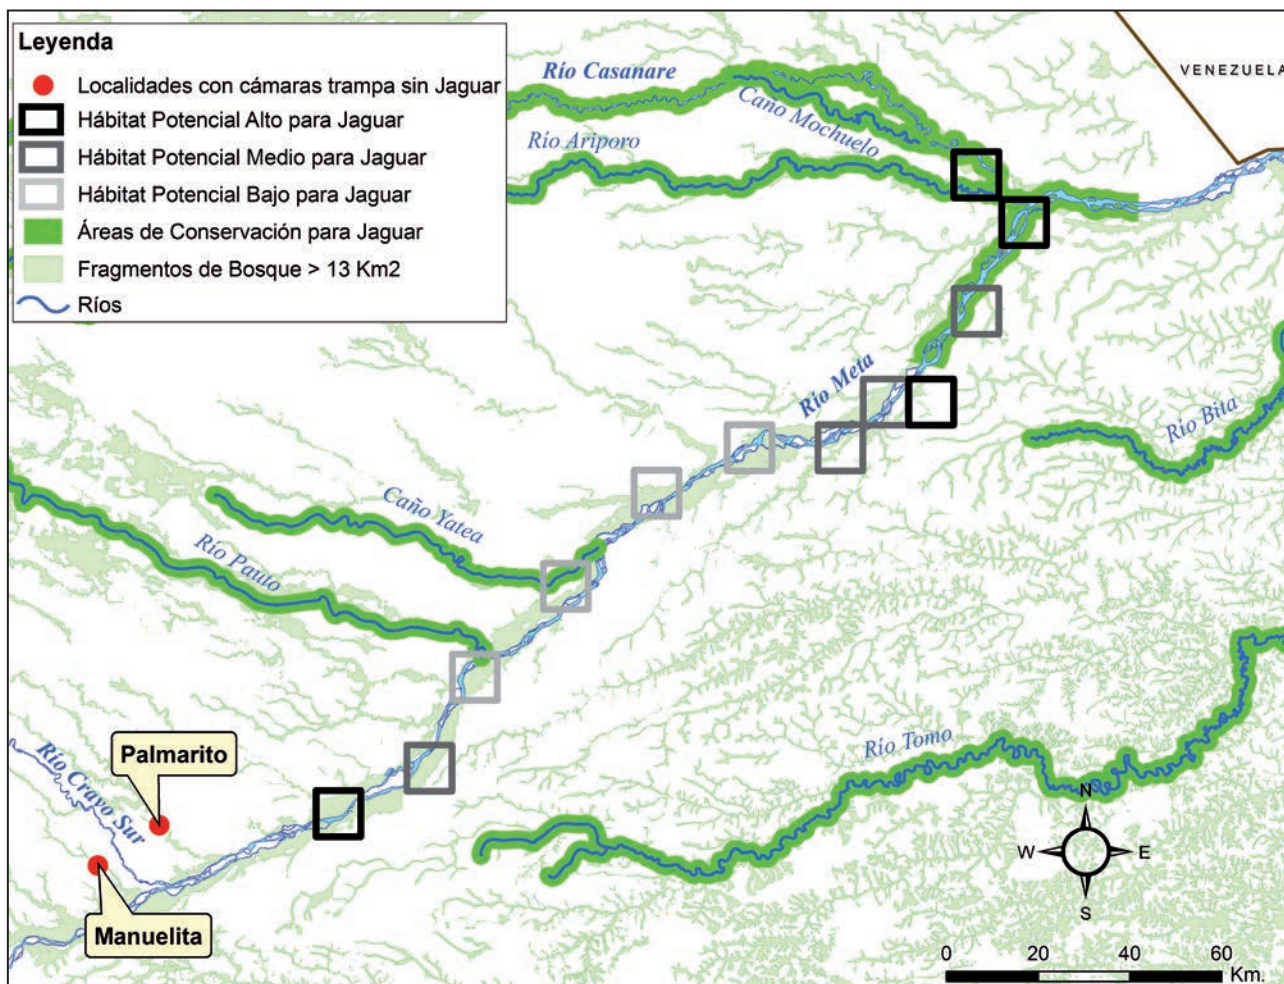 Leyenda
Localidades con cámaras trampa sin Jaguar
Hábitat Potencial Alto para Jaguar
Hábitat Potencial Medio para Jaguar
Hábitat Potencial Bajo para Jaguar
Áreas de Conservación para Jaguar
Fragmentos de Bosque > 13 Km2
Ríos
VENEZUELA
Río Casanare
Caño Mochuelo
Río Ariporo
Río Meta
Río Bita
Caño Yatea
Río Pauto
Río Tomo
Palmarito
Río Cravo Sur
Manuelita
N
W E
S
0 20 40 60
Km.